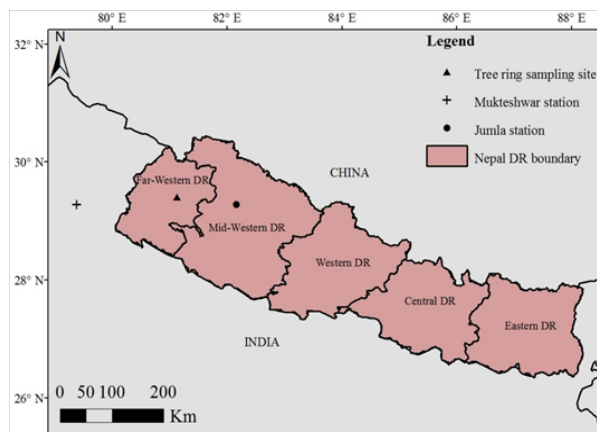 80° E 82° E 84° E 86° E 88° E
32° N
30° N
28° N
26° N
N
Legend
Tree ring sampling site
Mukteshwar station
Jumla station
Nepal DR boundary
CHINA
Far-Western DR
Mid-Western DR
Western DR
Central DR
Eastern DR
INDIA
0 50 100 200
Km